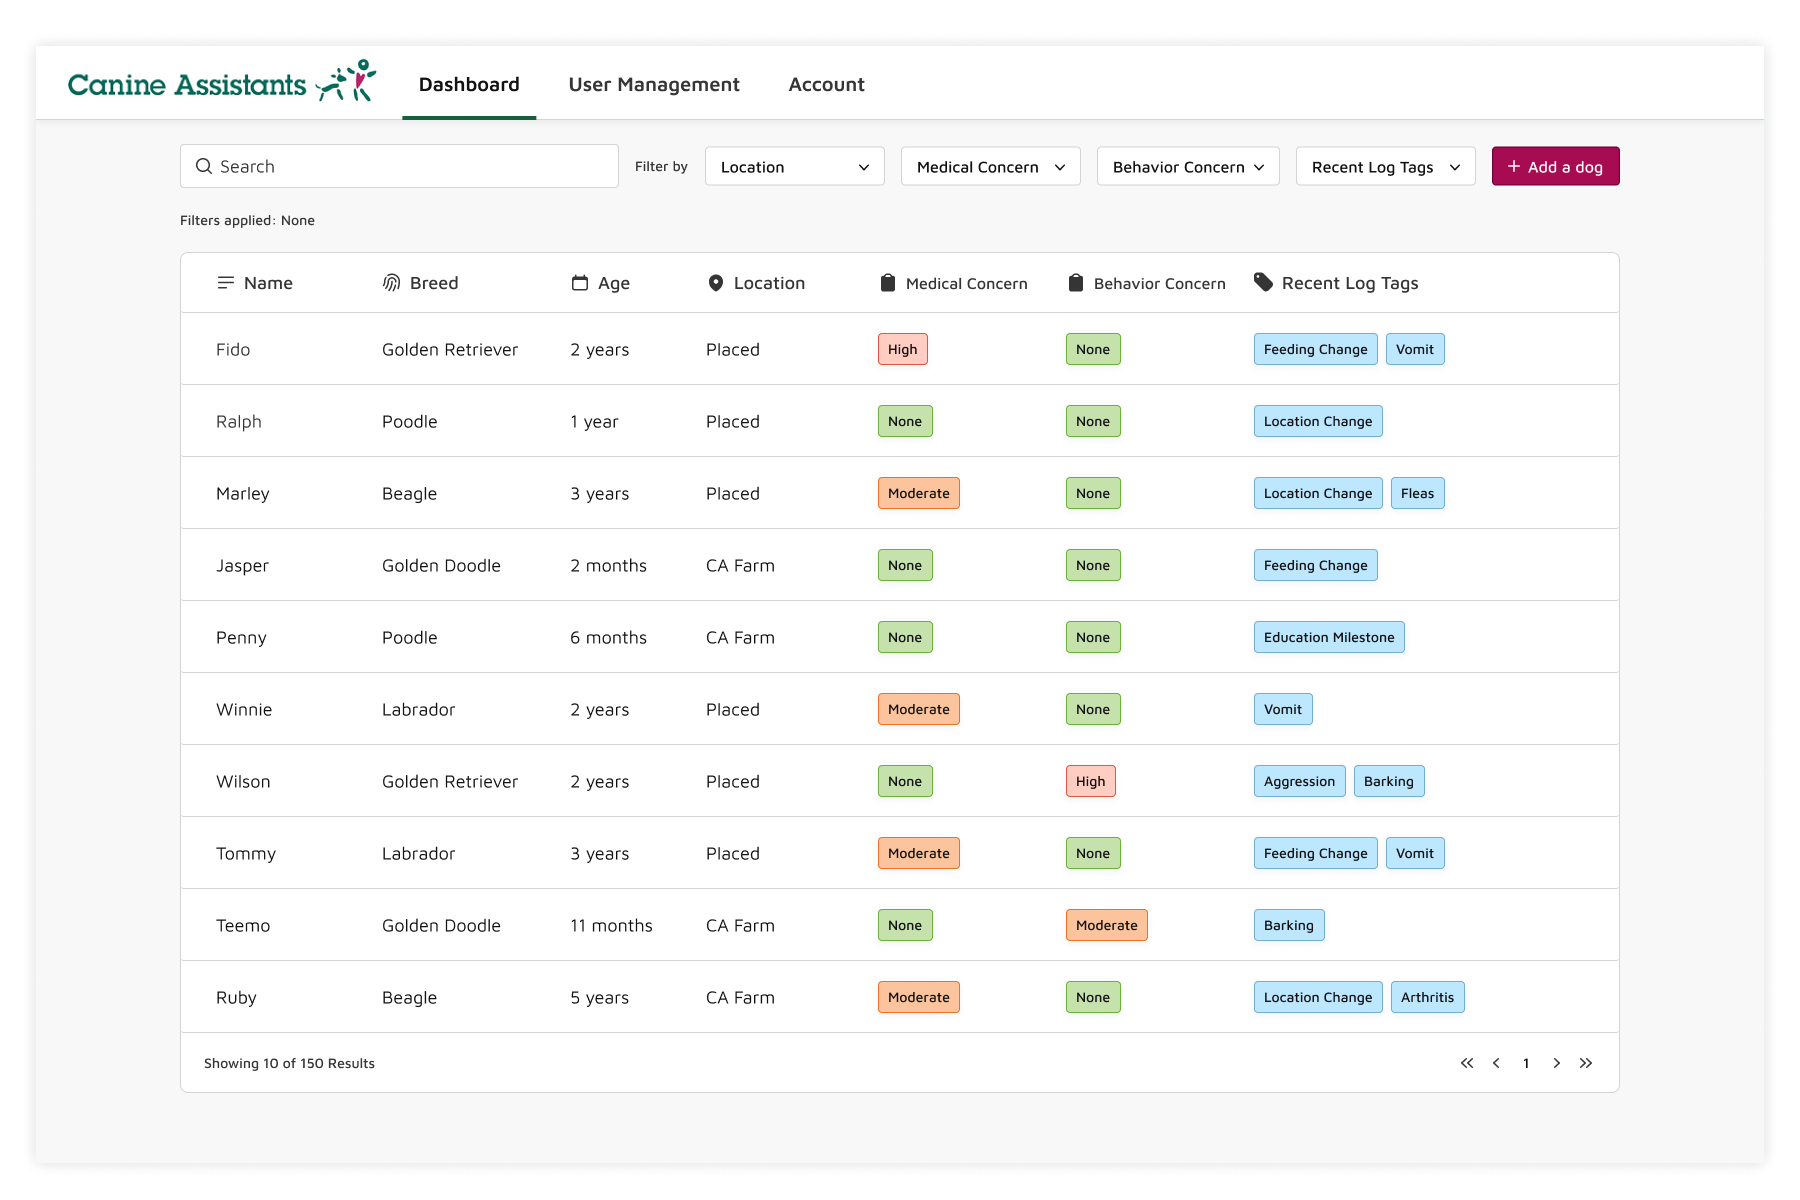 Canine Assistants Dashboard User Management Account
Search Filter by Location Medical Concern Behavior Concern Recent Log Tags + Add a dog
Filters applied: None
Name Breed Age Location Medical Concern Behavior Concern Recent Log Tags
Fido Golden Retriever 2 years Placed High None Feeding Change Vomit
Ralph Poodle 1 year Placed None None Location Change
Marley Beagle 3 years Placed Moderate None Location Change Fleas
Jasper Golden Doodle 2 months CA Farm None None Feeding Change
Penny Poodle 6 months CA Farm None None Education Milestone
Winnie Labrador 2 years Placed Moderate None Vomit
Wilson Golden Retriever 2 years Placed None High Aggression Barking
Tommy Labrador 3 years Placed Moderate None Feeding Change Vomit
Teemo Golden Doodle 11 months CA Farm None Moderate Barking
Ruby Beagle 5 years CA Farm Moderate None Location Change Arthritis
Showing 10 of 150 Results 1